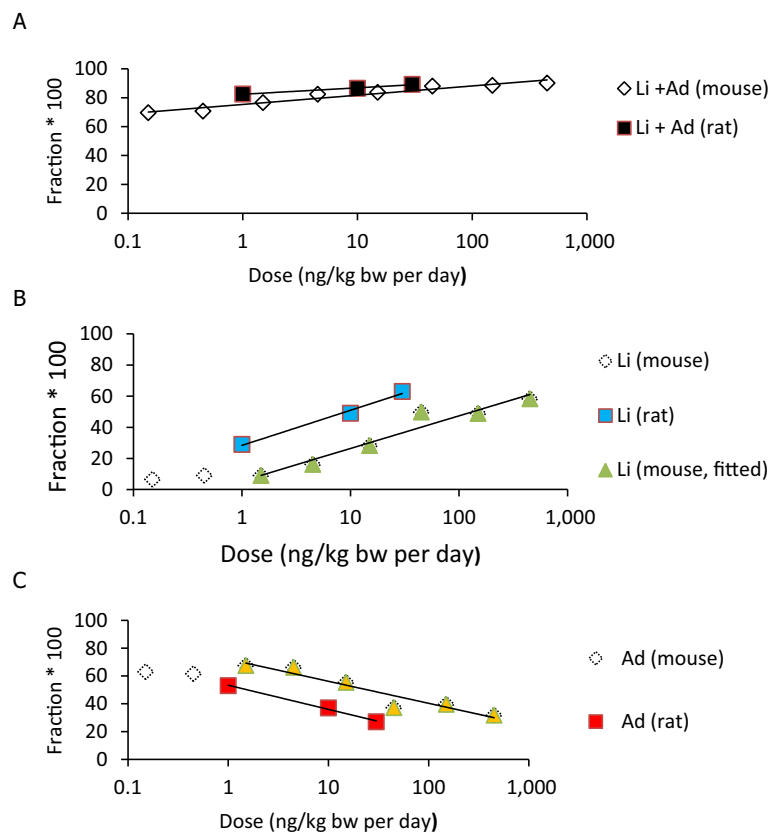 A
Fraction * 100
100
80
60
40
20
0
0.1 1 10 100 1,000
Dose (ng/kg bw per day)
Li +Ad (mouse)
Li + Ad (rat)
B
Fraction * 100
100
80
60
40
20
0
0.1 1 10 100 1,000
Dose (ng/kg bw per day)
Li (mouse)
Li (rat)
Li (mouse, fitted)
C
Fraction * 100
100
80
60
40
20
0
0.1 1 10 100 1,000
Dose (ng/kg bw per day)
Ad (mouse)
Ad (rat)